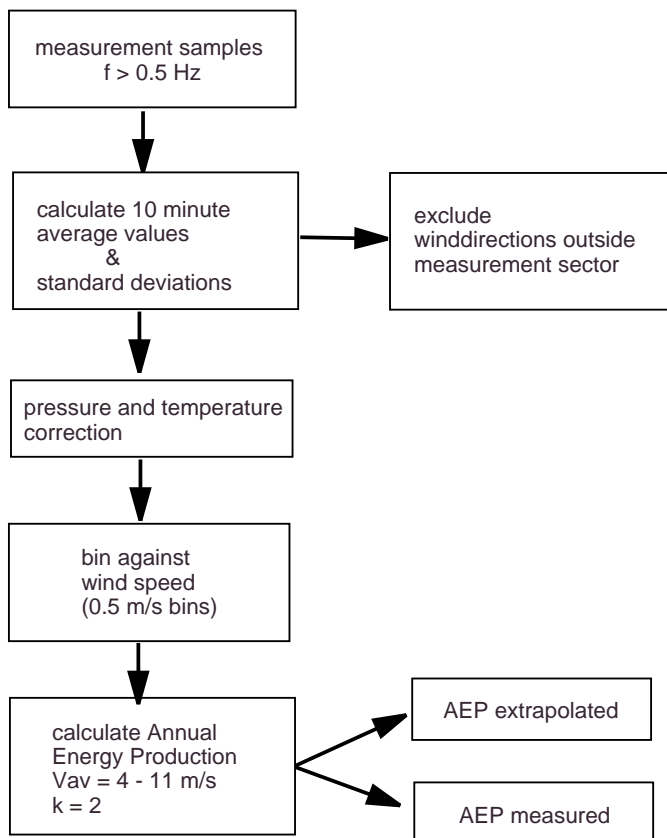 measurement samples
f > 0.5 Hz
calculate 10 minute
average values
&
standard deviations
exclude
winddirections outside
measurement sector
pressure and temperature
correction
bin against
wind speed
(0.5 m/s bins)
calculate Annual
Energy Production
Vav = 4 - 11 m/s
k = 2
AEP extrapolated
AEP measured